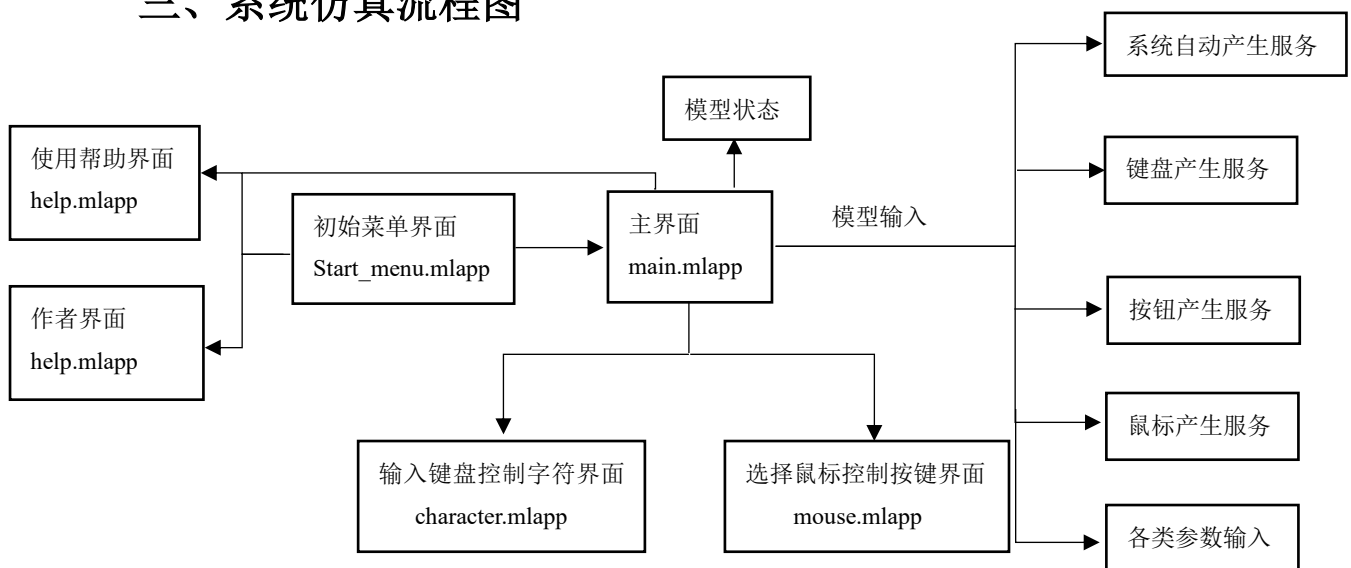 三、系统仿真流程图
系统自动产生服务
模型状态
使用帮助界面
help.mlapp
键盘产生服务
初始菜单界面
Start_menu.mlapp
主界面
main.mlapp
模型输入
作者界面
help.mlapp
按钮产生服务
鼠标产生服务
输入键盘控制字符界面
character.mlapp
选择鼠标控制按键界面
mouse.mlapp
各类参数输入